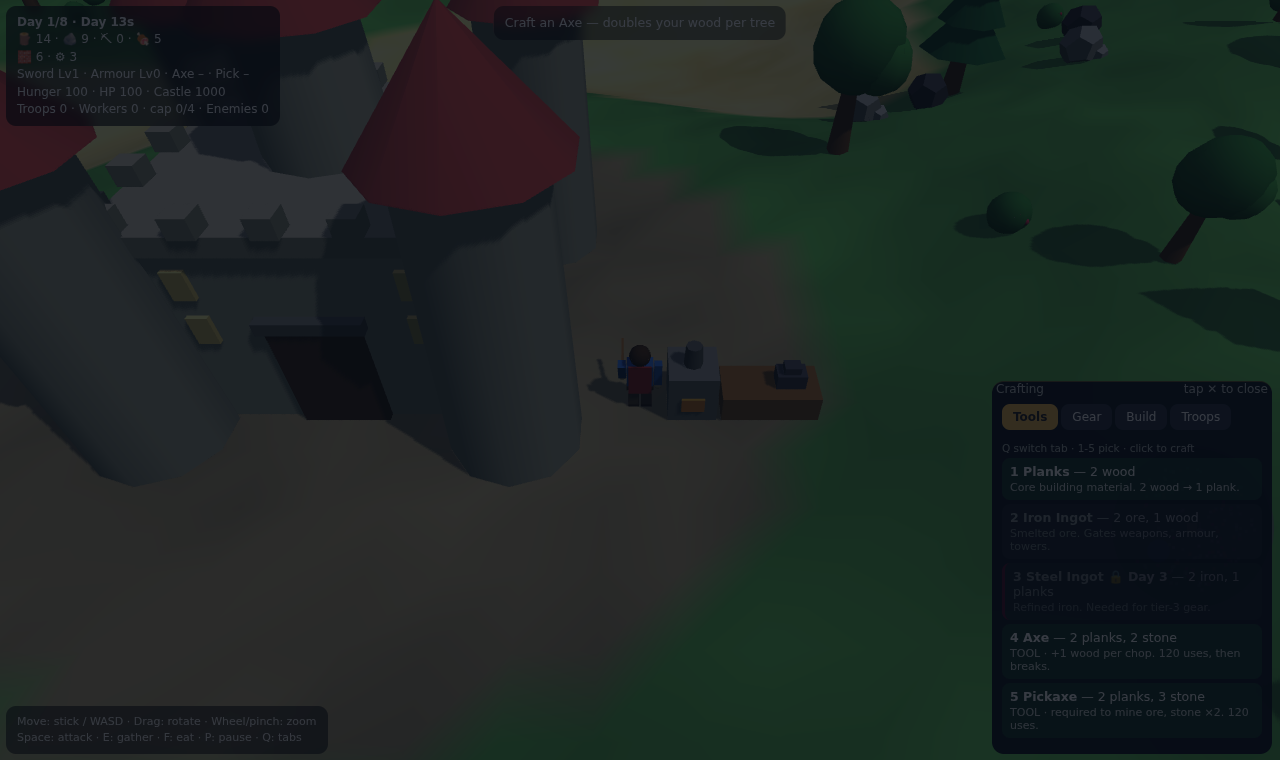 Day 1/8 · Day 13s
🪵 14 · 🪨 9 · ⛏ 0 · 🍖 5
🧱 6 · ⚙ 3
Sword Lv1 · Armour Lv0 · Axe – · Pick –
Hunger 100 · HP 100 · Castle 1000
Troops 0 · Workers 0 · cap 0/4 · Enemies 0
Craft an Axe — doubles your wood per tree
Crafting tap ✕ to close
Tools Gear Build Troops
Q switch tab · 1-5 pick · click to craft
1 Planks — 2 wood
Core building material. 2 wood → 1 plank.
2 Iron Ingot — 2 ore, 1 wood
Smelted ore. Gates weapons, armour,
towers.
3 Steel Ingot 🔒 Day 3 — 2 iron, 1
planks
Refined iron. Needed for tier-3 gear.
4 Axe — 2 planks, 2 stone
TOOL · +1 wood per chop. 120 uses, then
breaks.
5 Pickaxe — 2 planks, 3 stone
TOOL · required to mine ore, stone ×2. 120
uses.
Move: stick / WASD · Drag: rotate · Wheel/pinch: zoom
Space: attack · E: gather · F: eat · P: pause · Q: tabs